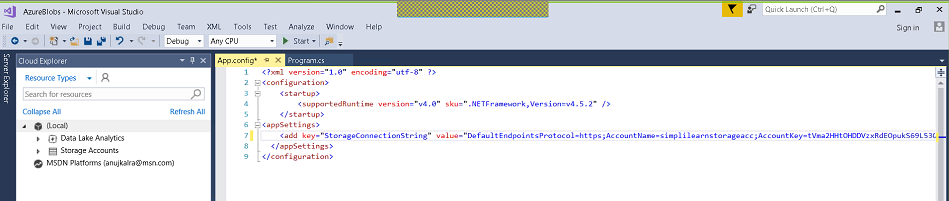 AzureBlobs - Microsoft Visual Studio
Quick Launch (Ctrl+Q)
File Edit View Project Build Debug Team XML Tools Test Analyze Window Help
Sign in
Debug Any CPU Start
Server Explorer
Cloud Explorer
Resource Types
Search for resources
Collapse All Refresh All
(Local)
Data Lake Analytics
Storage Accounts
MSDN Platforms (anujkalra@msn.com)
App.config* Program.cs
1 <?xml version="1.0" encoding="utf-8" ?>
2 <configuration>
3 <startup>
4 <supportedRuntime version="v4.0" sku=".NETFramework,Version=v4.5.2" />
5 </startup>
6 <appSettings>
7 <add key="StorageConnectionString" value="DefaultEndpointsProtocol=https;AccountName=simplilearnstorageacc;AccountKey=tVma2HHtOHDDVzxRdEOpukS69L53O
8 </appSettings>
9 </configuration>